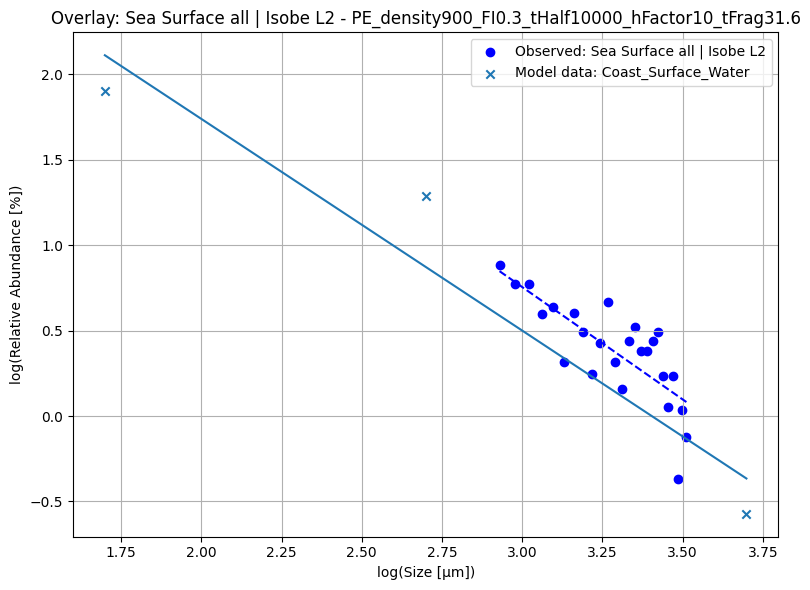 Overlay: Sea Surface all | Isobe L2 - PE_density900_FI0.3_tHalf10000_hFactor10_tFrag31.6
Observed: Sea Surface all | Isobe L2
Model data: Coast_Surface_Water
log(Relative Abundance [%])
2.0
1.5
1.0
0.5
0.0
−0.5
1.75 2.00 2.25 2.50 2.75 3.00 3.25 3.50 3.75
log(Size [μm])